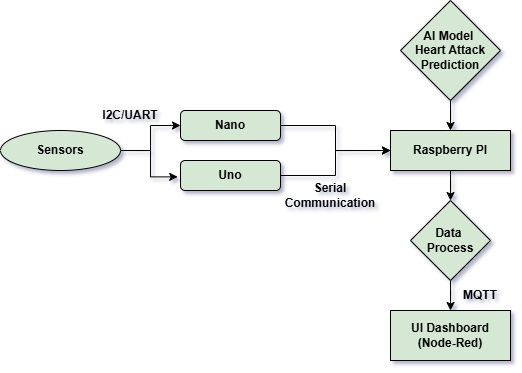 AI Model
Heart Attack
Prediction
I2C/UART
Nano
Sensors
Raspberry PI
Uno
Serial
Communication
Data
Process
MQTT
UI Dashboard
(Node-Red)